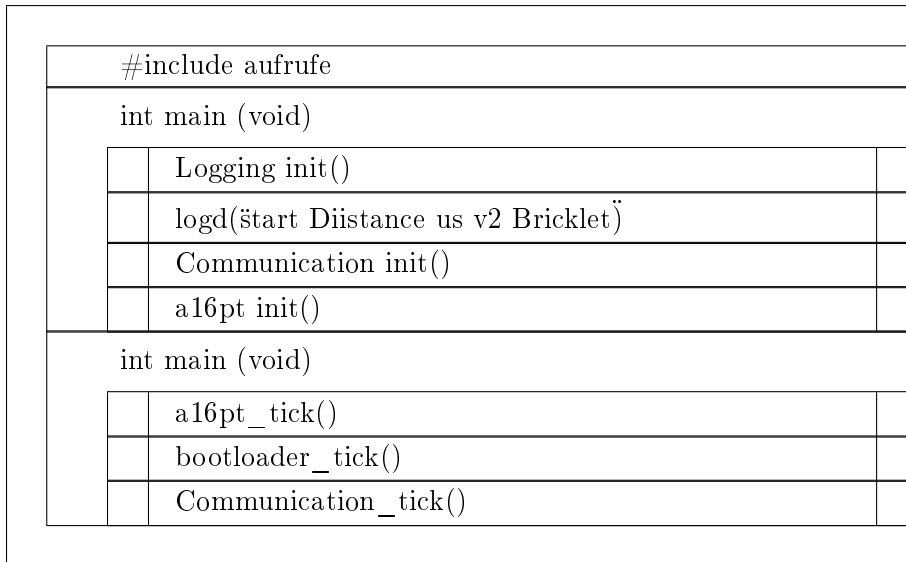 #include aufrufe
int main (void)
Logging init()
logd(s̈tart Diistance us v2 Bricklet)̈
Communication init()
a16pt init()
int main (void)
a16pt_tick()
bootloader_tick()
Communication_tick()